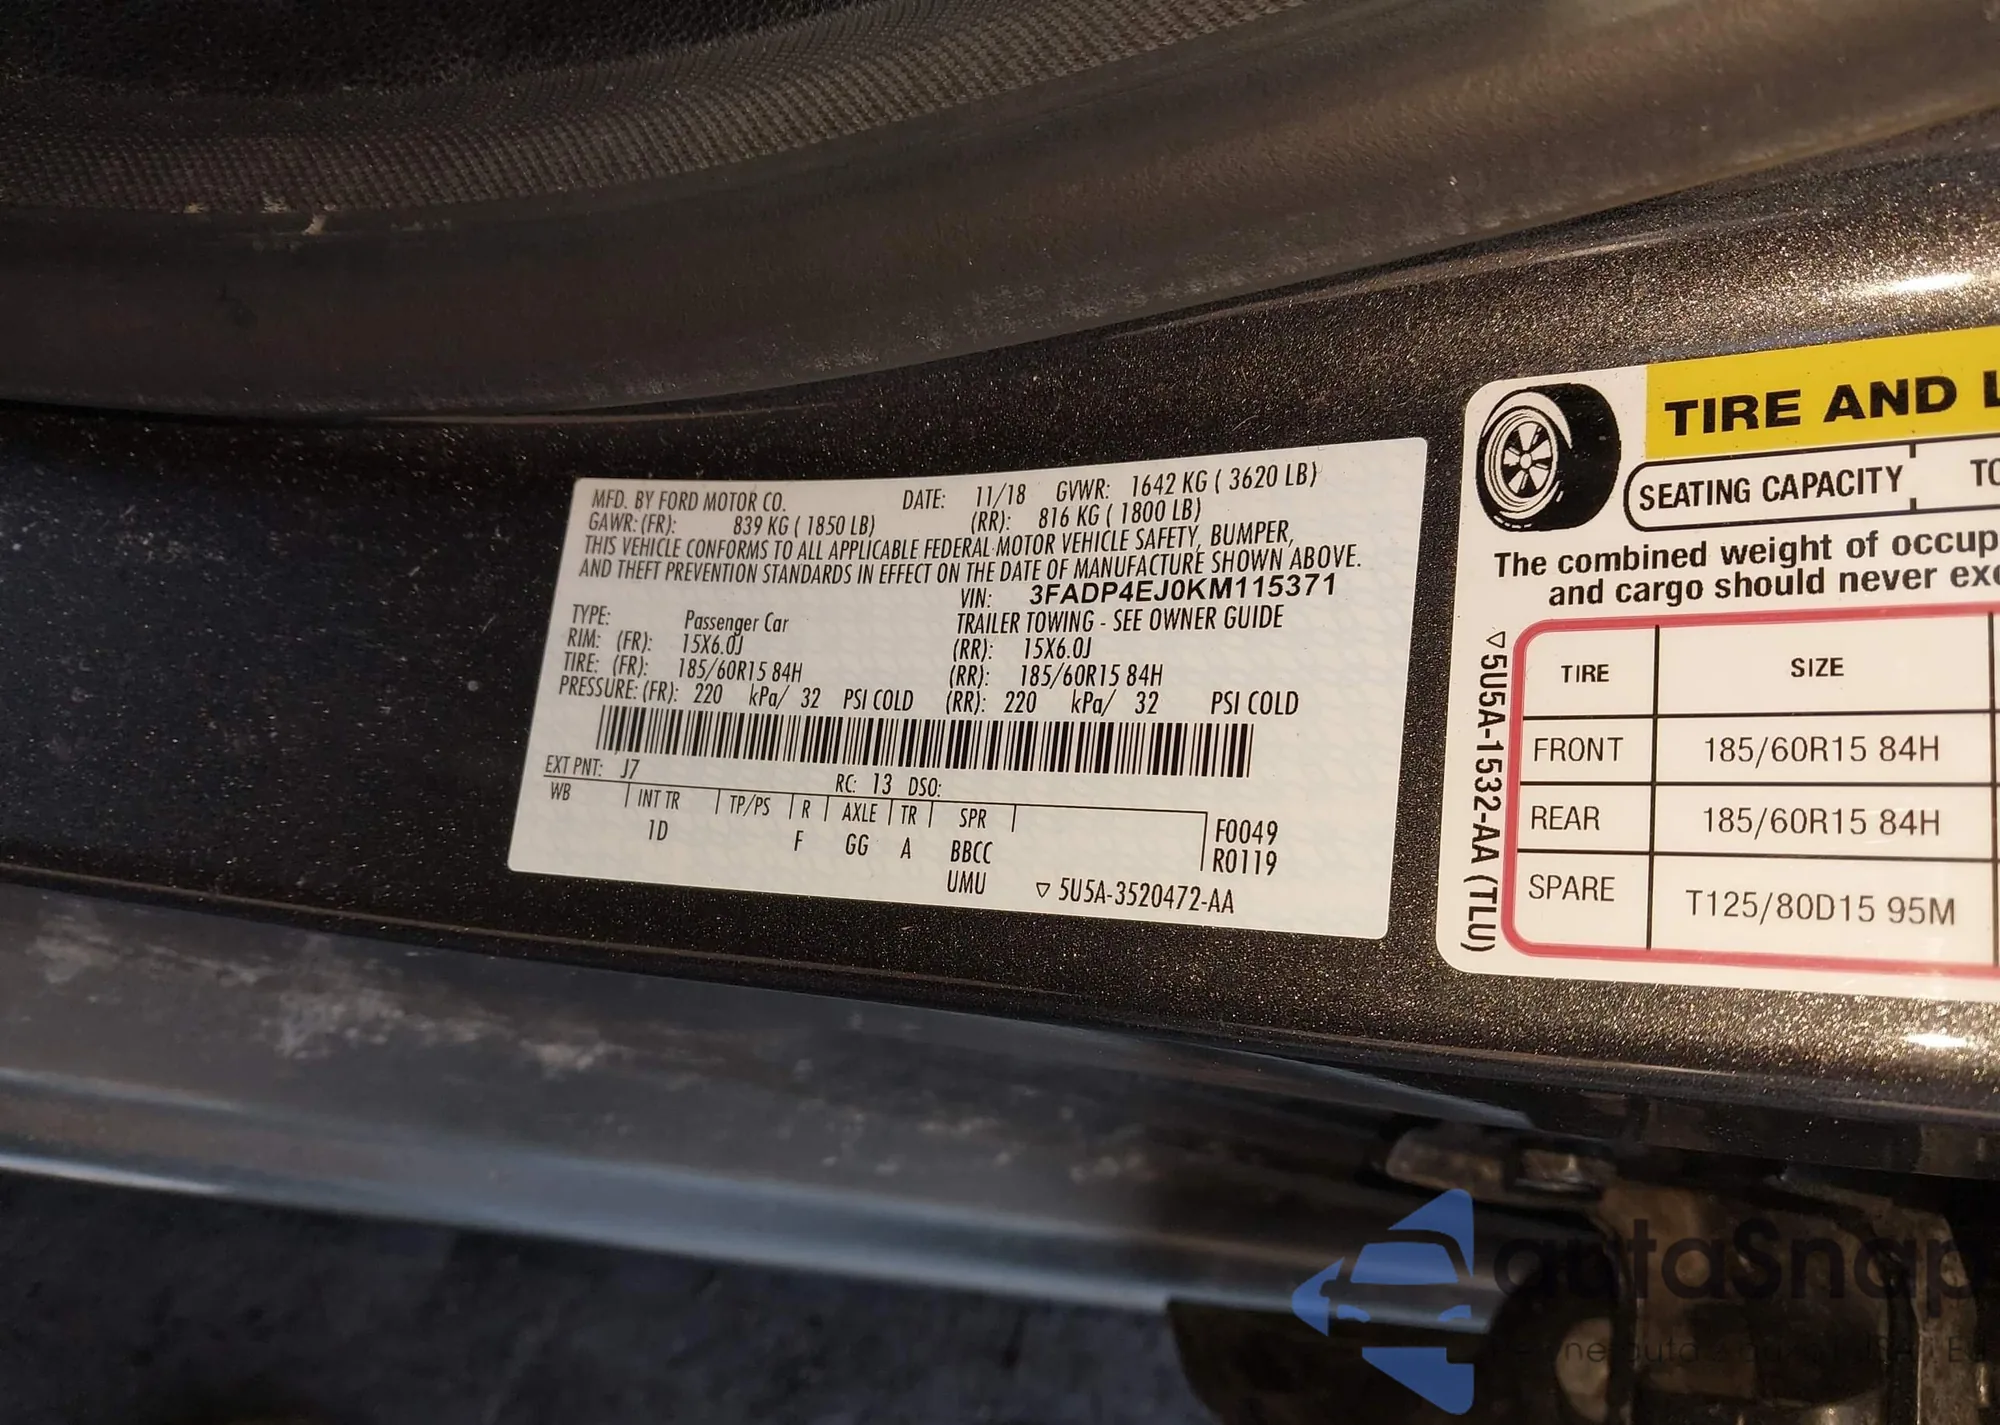 MFD. BY FORD MOTOR CO. DATE: 11/18 GVWR: 1642 KG ( 3620 LB)
GAWR: (FR): 839 KG ( 1850 LB) (RR): 816 KG ( 1800 LB)
THIS VEHICLE CONFORMS TO ALL APPLICABLE FEDERAL MOTOR VEHICLE SAFETY, BUMPER,
AND THEFT PREVENTION STANDARDS IN EFFECT ON THE DATE OF MANUFACTURE SHOWN ABOVE.
VIN: 3FADP4EJ0KM115371
TYPE: Passenger Car TRAILER TOWING - SEE OWNER GUIDE
RIM: (FR): 15X6.0J (RR): 15X6.0J
TIRE: (FR): 185/60R15 84H (RR): 185/60R15 84H
PRESSURE: (FR): 220 kPa/ 32 PSI COLD (RR): 220 kPa/ 32 PSI COLD
EXT PNT: J7 RC: 13 DSO:
WB INT TR TP/PS R AXLE TR SPR F0049
1D F GG A BBCC R0119
UMU ▽ 5U5A-3520472-AA
TIRE AND
SEATING CAPACITY
The combined weight of
and cargo should never
▽5U5A-1532-AA (TLU)
TIRE SIZE
FRONT 185/60R15 84H
REAR 185/60R15 84H
SPARE T125/80D15 95M
autaSnap